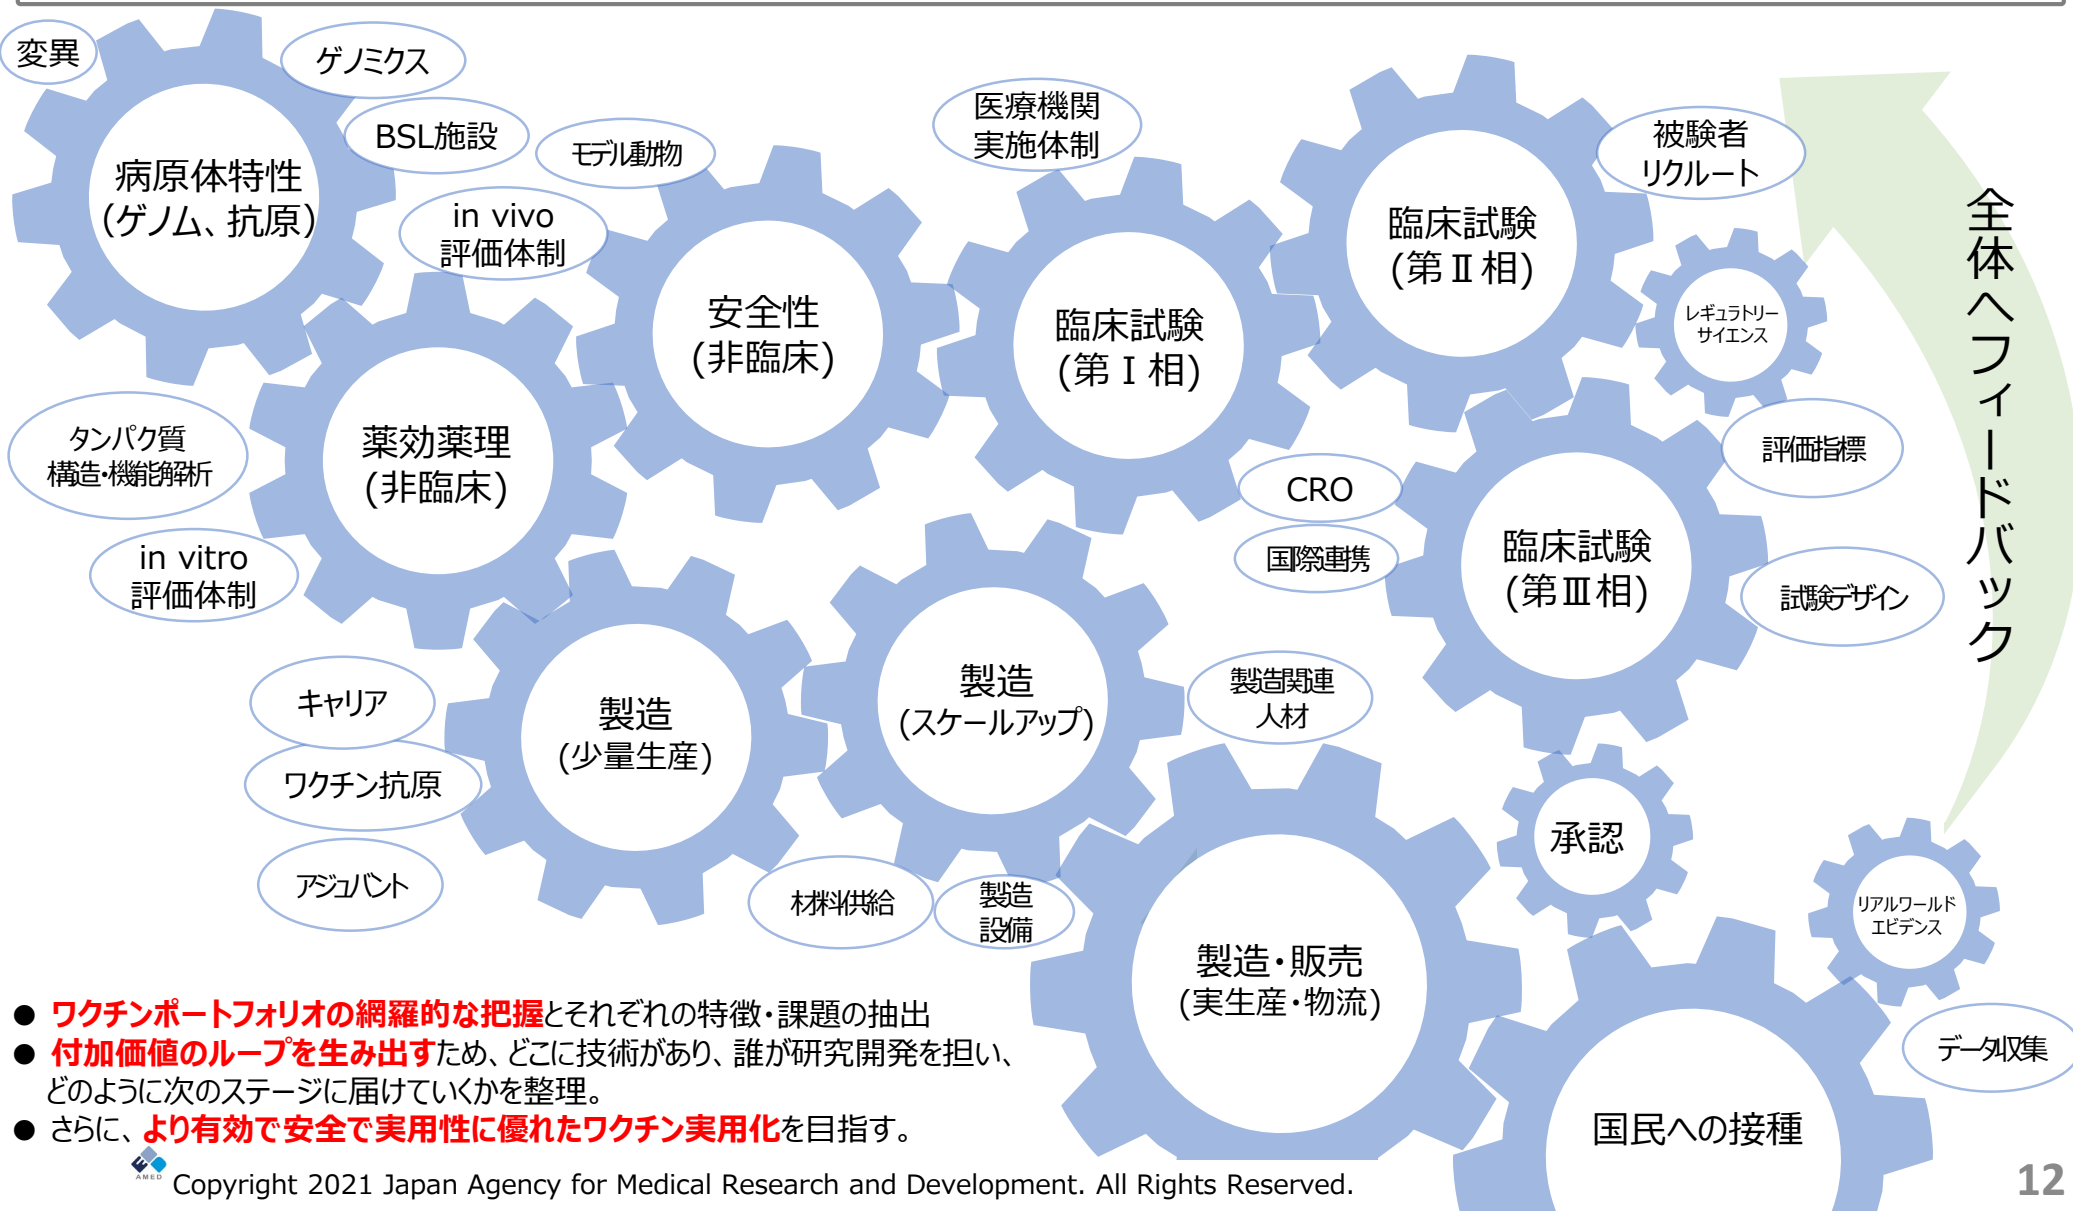 変異
ゲノミクス
BSL施設
モデル動物
医療機関
実施体制
被験者
リクルート
病原体特性
(ゲノム、抗原)
in vivo
評価体制
臨床試験
(第Ⅱ相)
安全性
(非臨床)
臨床試験
(第Ⅰ相)
レギュラトリー
サイエンス
全体へフィードバック
タンパク質
構造・機能解析
薬効薬理
(非臨床)
評価指標
CRO
国際連携
臨床試験
(第Ⅲ相)
試験デザイン
in vitro
評価体制
キャリア
ワクチン抗原
アジュバント
製造
(少量生産)
製造
(スケールアップ)
製造関連
人材
材料供給
製造
設備
承認
リアルワールド
エビデンス
製造・販売
(実生産・物流)
データ収集
国民への接種
● ワクチンポートフォリオの網羅的な把握とそれぞれの特徴・課題の抽出
● 付加価値のループを生み出すため、どこに技術があり、誰が研究開発を担い、
どのように次のステージに届けていくかを整理。
● さらに、より有効で安全で実用性に優れたワクチン実用化を目指す。
AMED
Copyright 2021 Japan Agency for Medical Research and Development. All Rights Reserved.
12